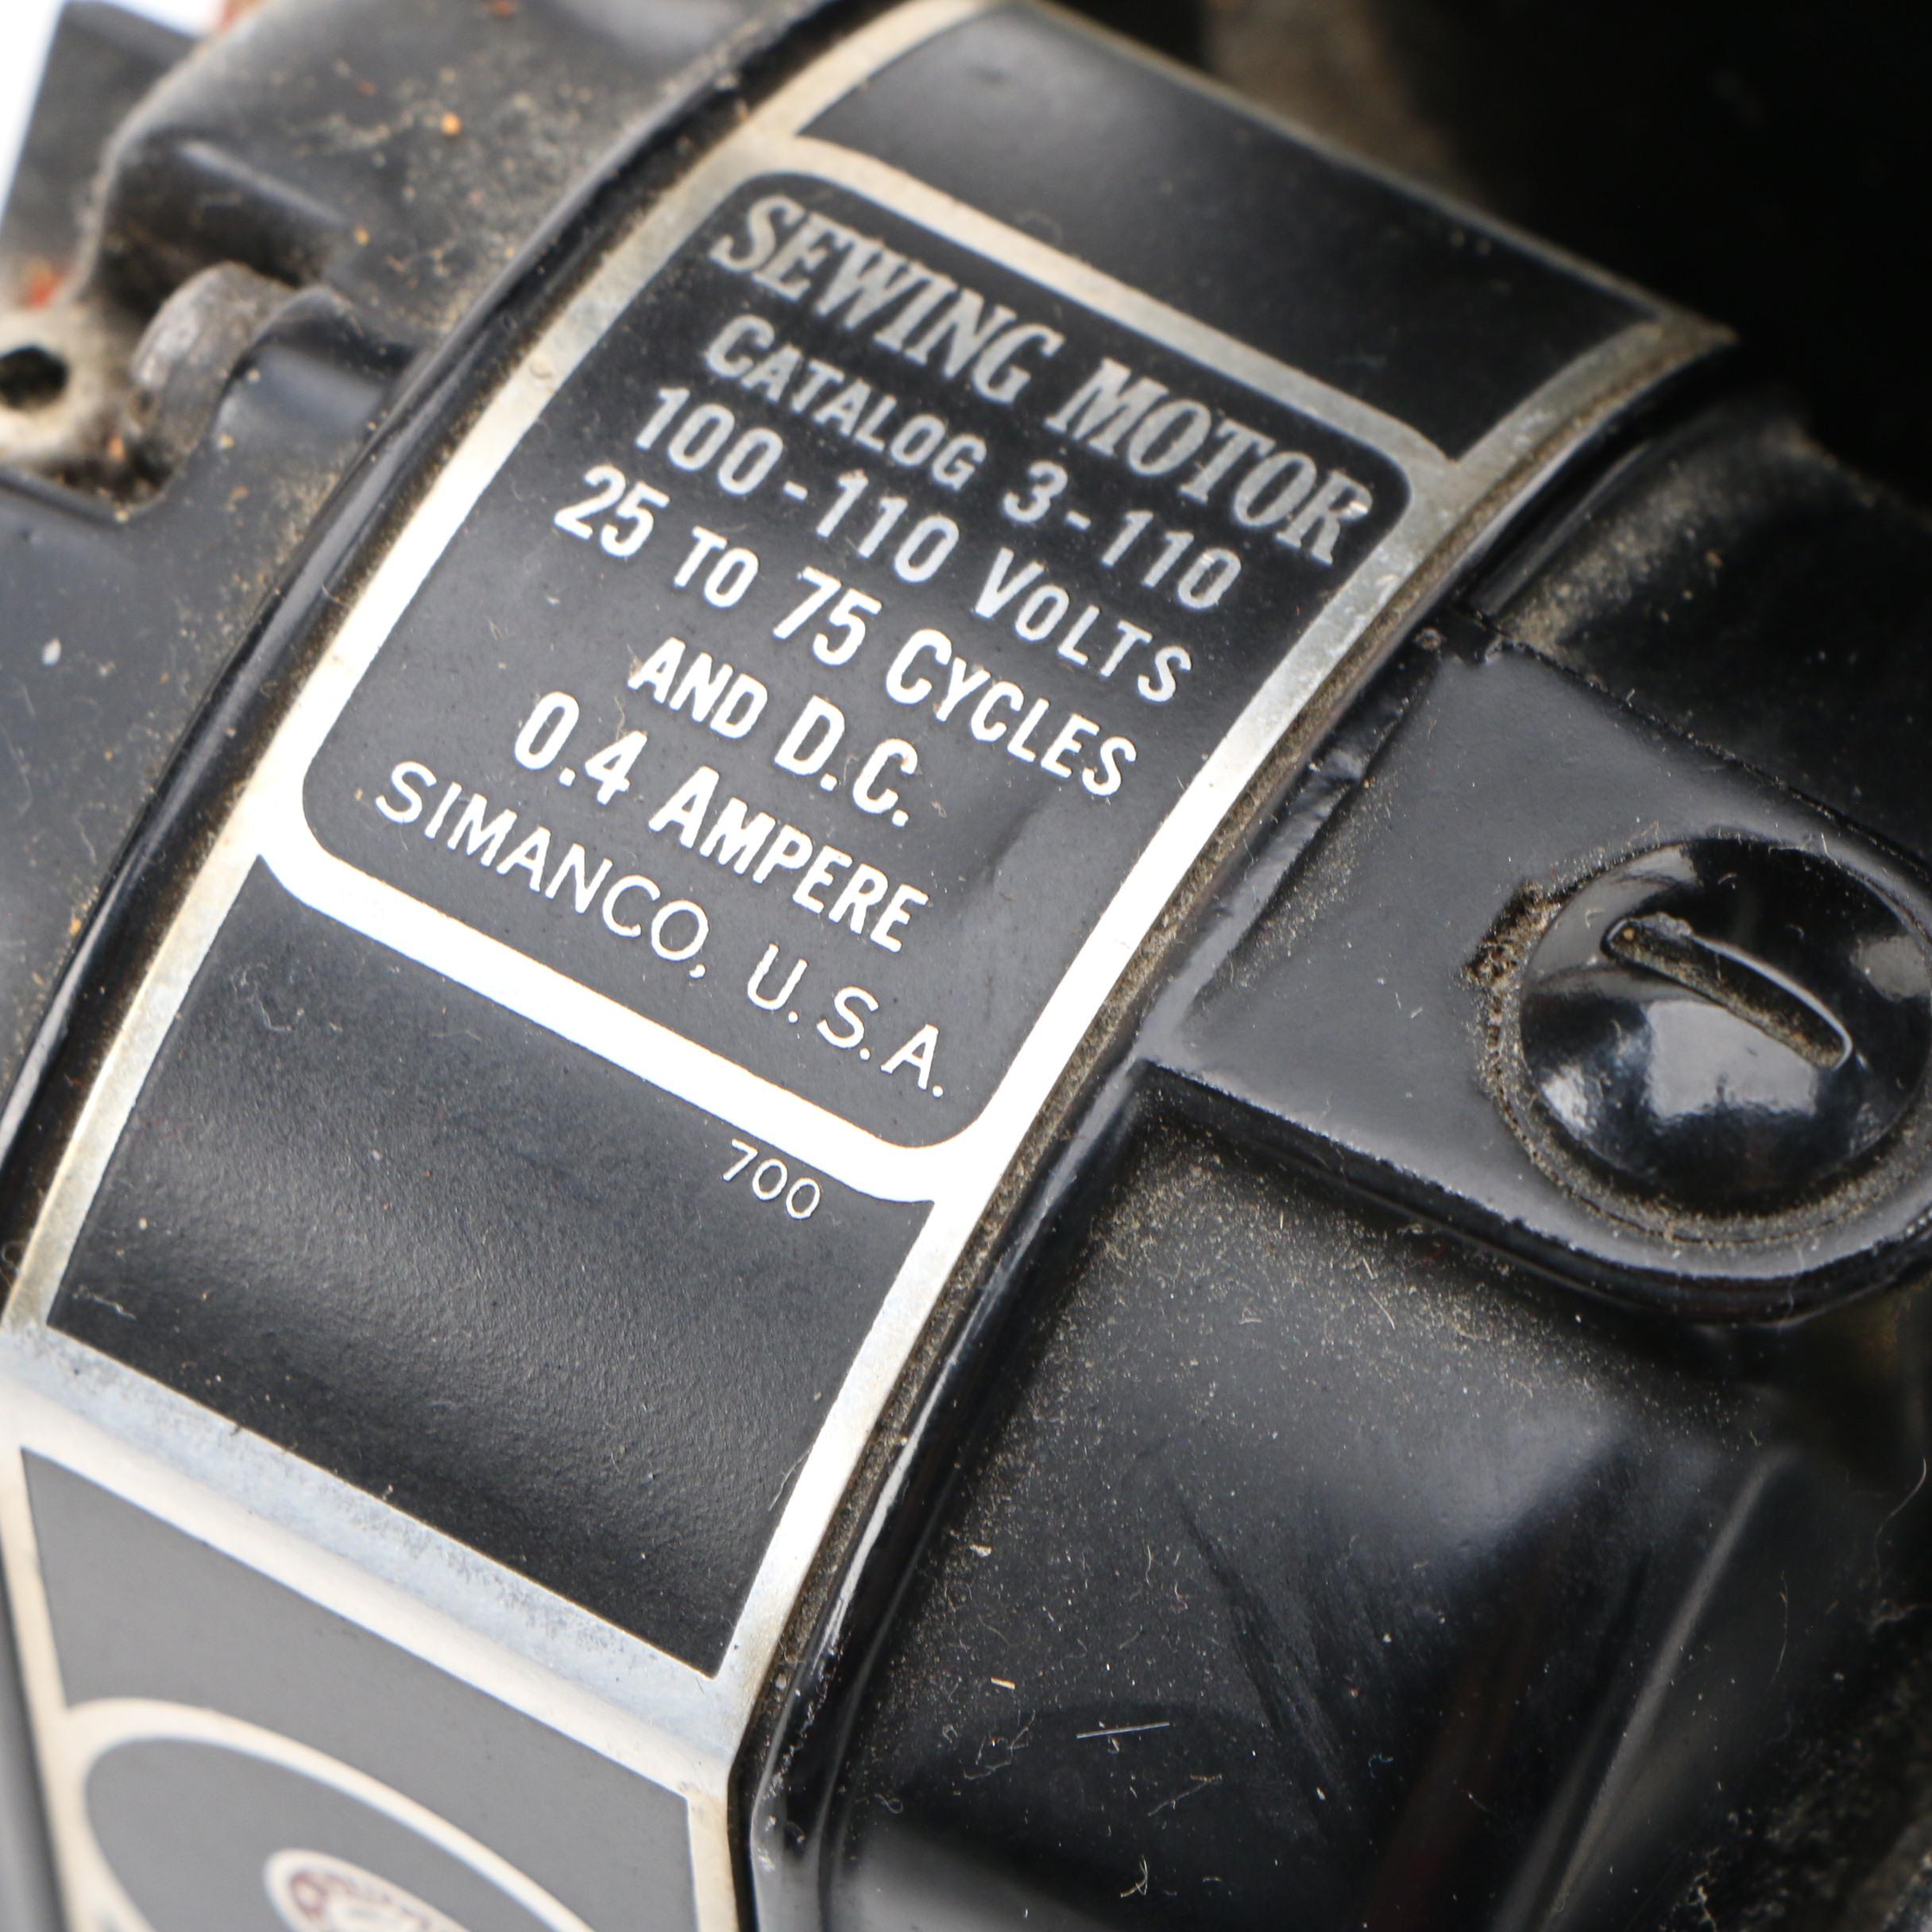 SEWING MOTOR
CATALOG 3-110
100-110 VOLTS
25 TO 75 CYCLES
AND D.C.
0.4 AMPERE
SIMANCO, U.S.A.
700